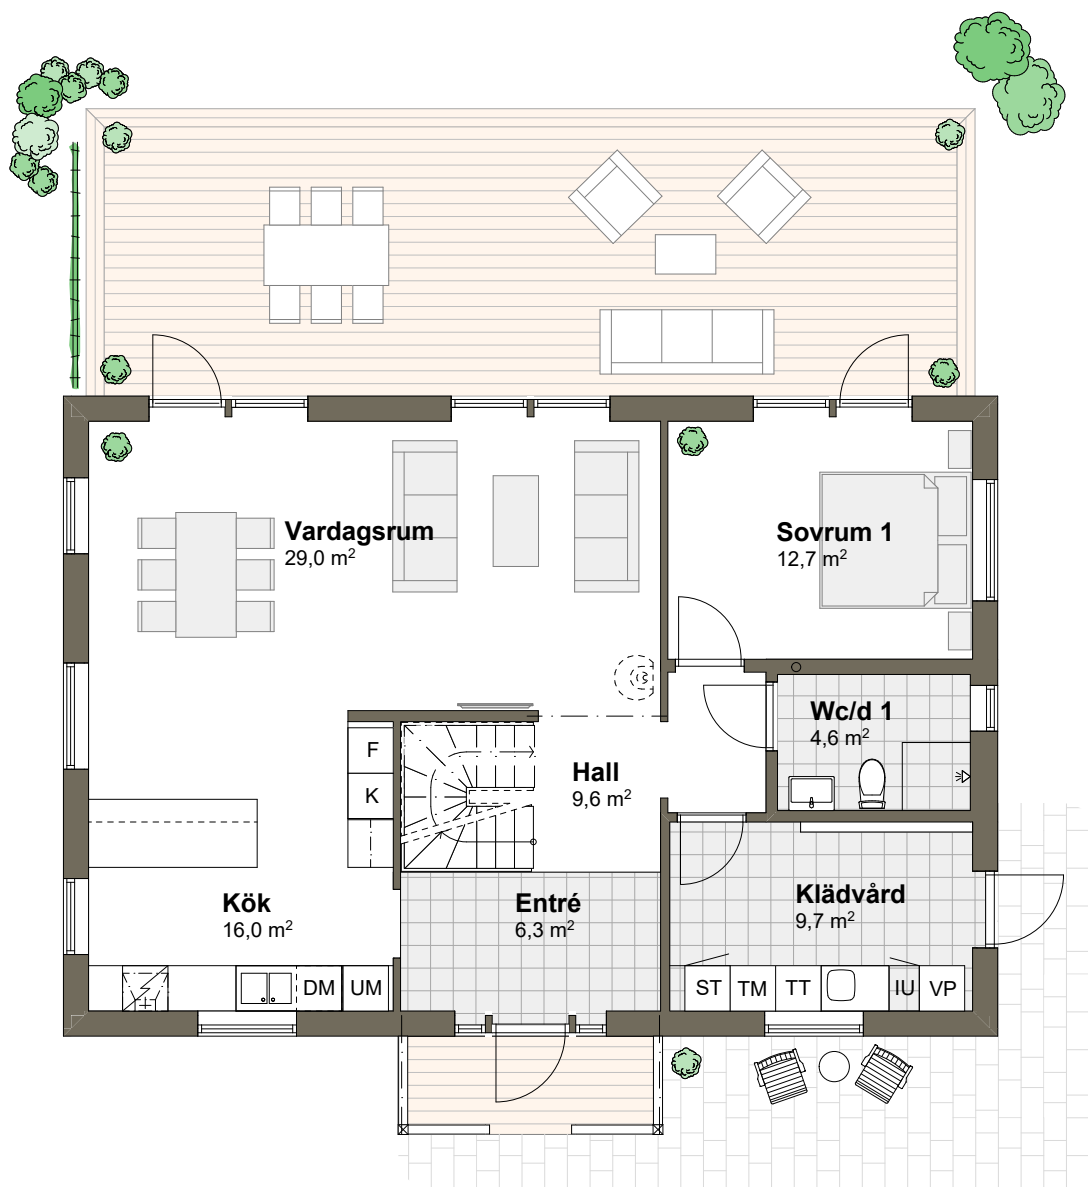 Vardagsrum
29,0 m²
Sovrum 1
12,7 m²
Wc/d 1
4,6 m²
F
K
Hall
9,6 m²
Kök
16,0 m²
Entré
6,3 m²
Klädvård
9,7 m²
DM
UM
ST
TM
TT
IU
VP